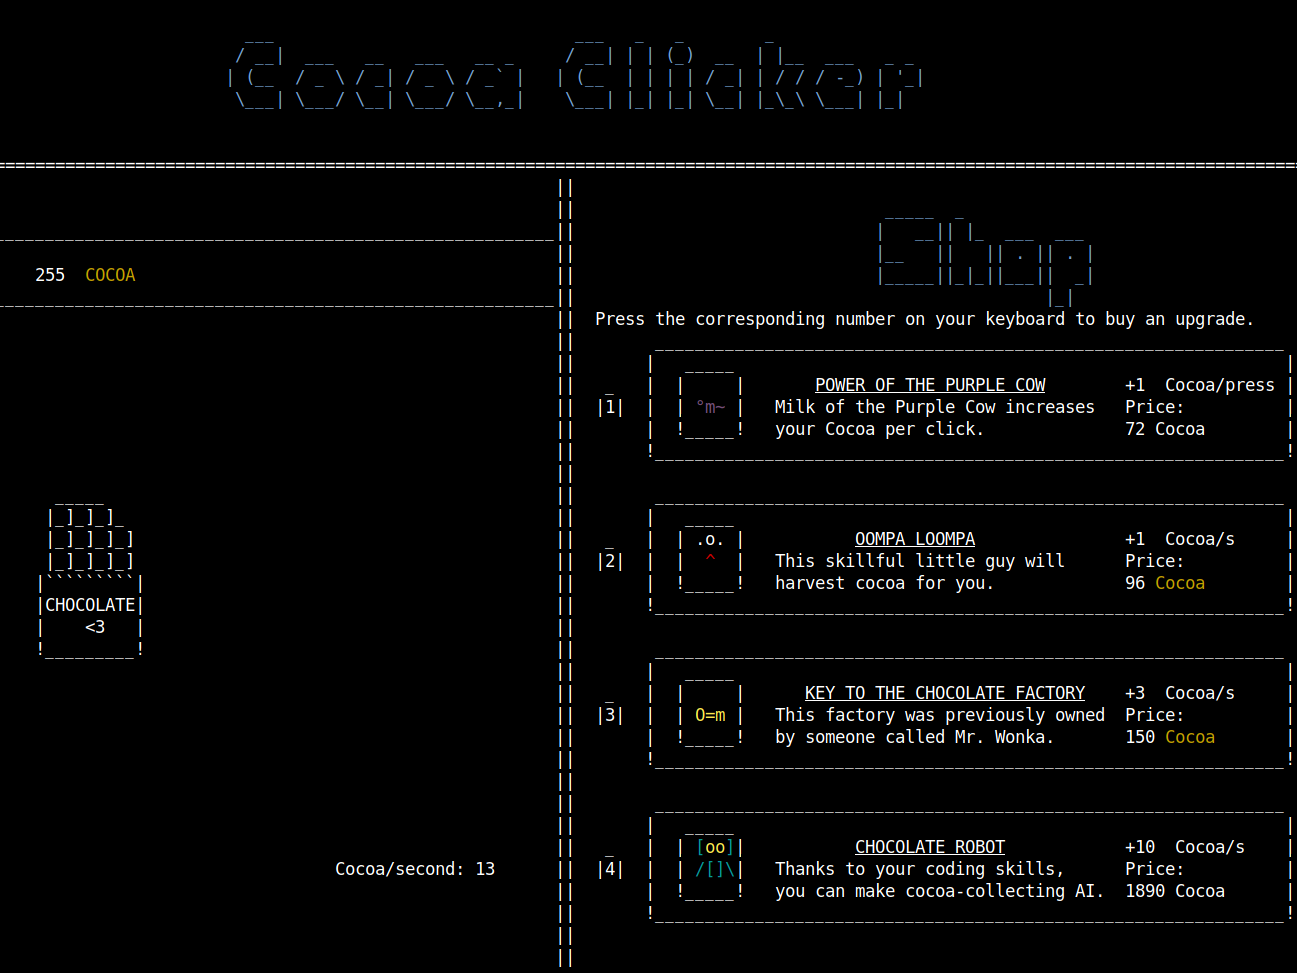 Cocoa Clicker
Shop
255 COCOA
Press the corresponding number on your keyboard to buy an upgrade.
|1|
°m~
POWER OF THE PURPLE COW
+1 Cocoa/press
Milk of the Purple Cow increases
Price:
your Cocoa per click.
72 Cocoa
|2|
.o.
^
OOMPA LOOMPA
+1 Cocoa/s
This skillful little guy will
Price:
harvest cocoa for you.
96 Cocoa
CHOCOLATE
<3
|3|
O=m
KEY TO THE CHOCOLATE FACTORY
+3 Cocoa/s
This factory was previously owned
Price:
by someone called Mr. Wonka.
150 Cocoa
Cocoa/second: 13
|4|
[oo]
/[]\
CHOCOLATE ROBOT
+10 Cocoa/s
Thanks to your coding skills,
Price:
you can make cocoa-collecting AI.
1890 Cocoa